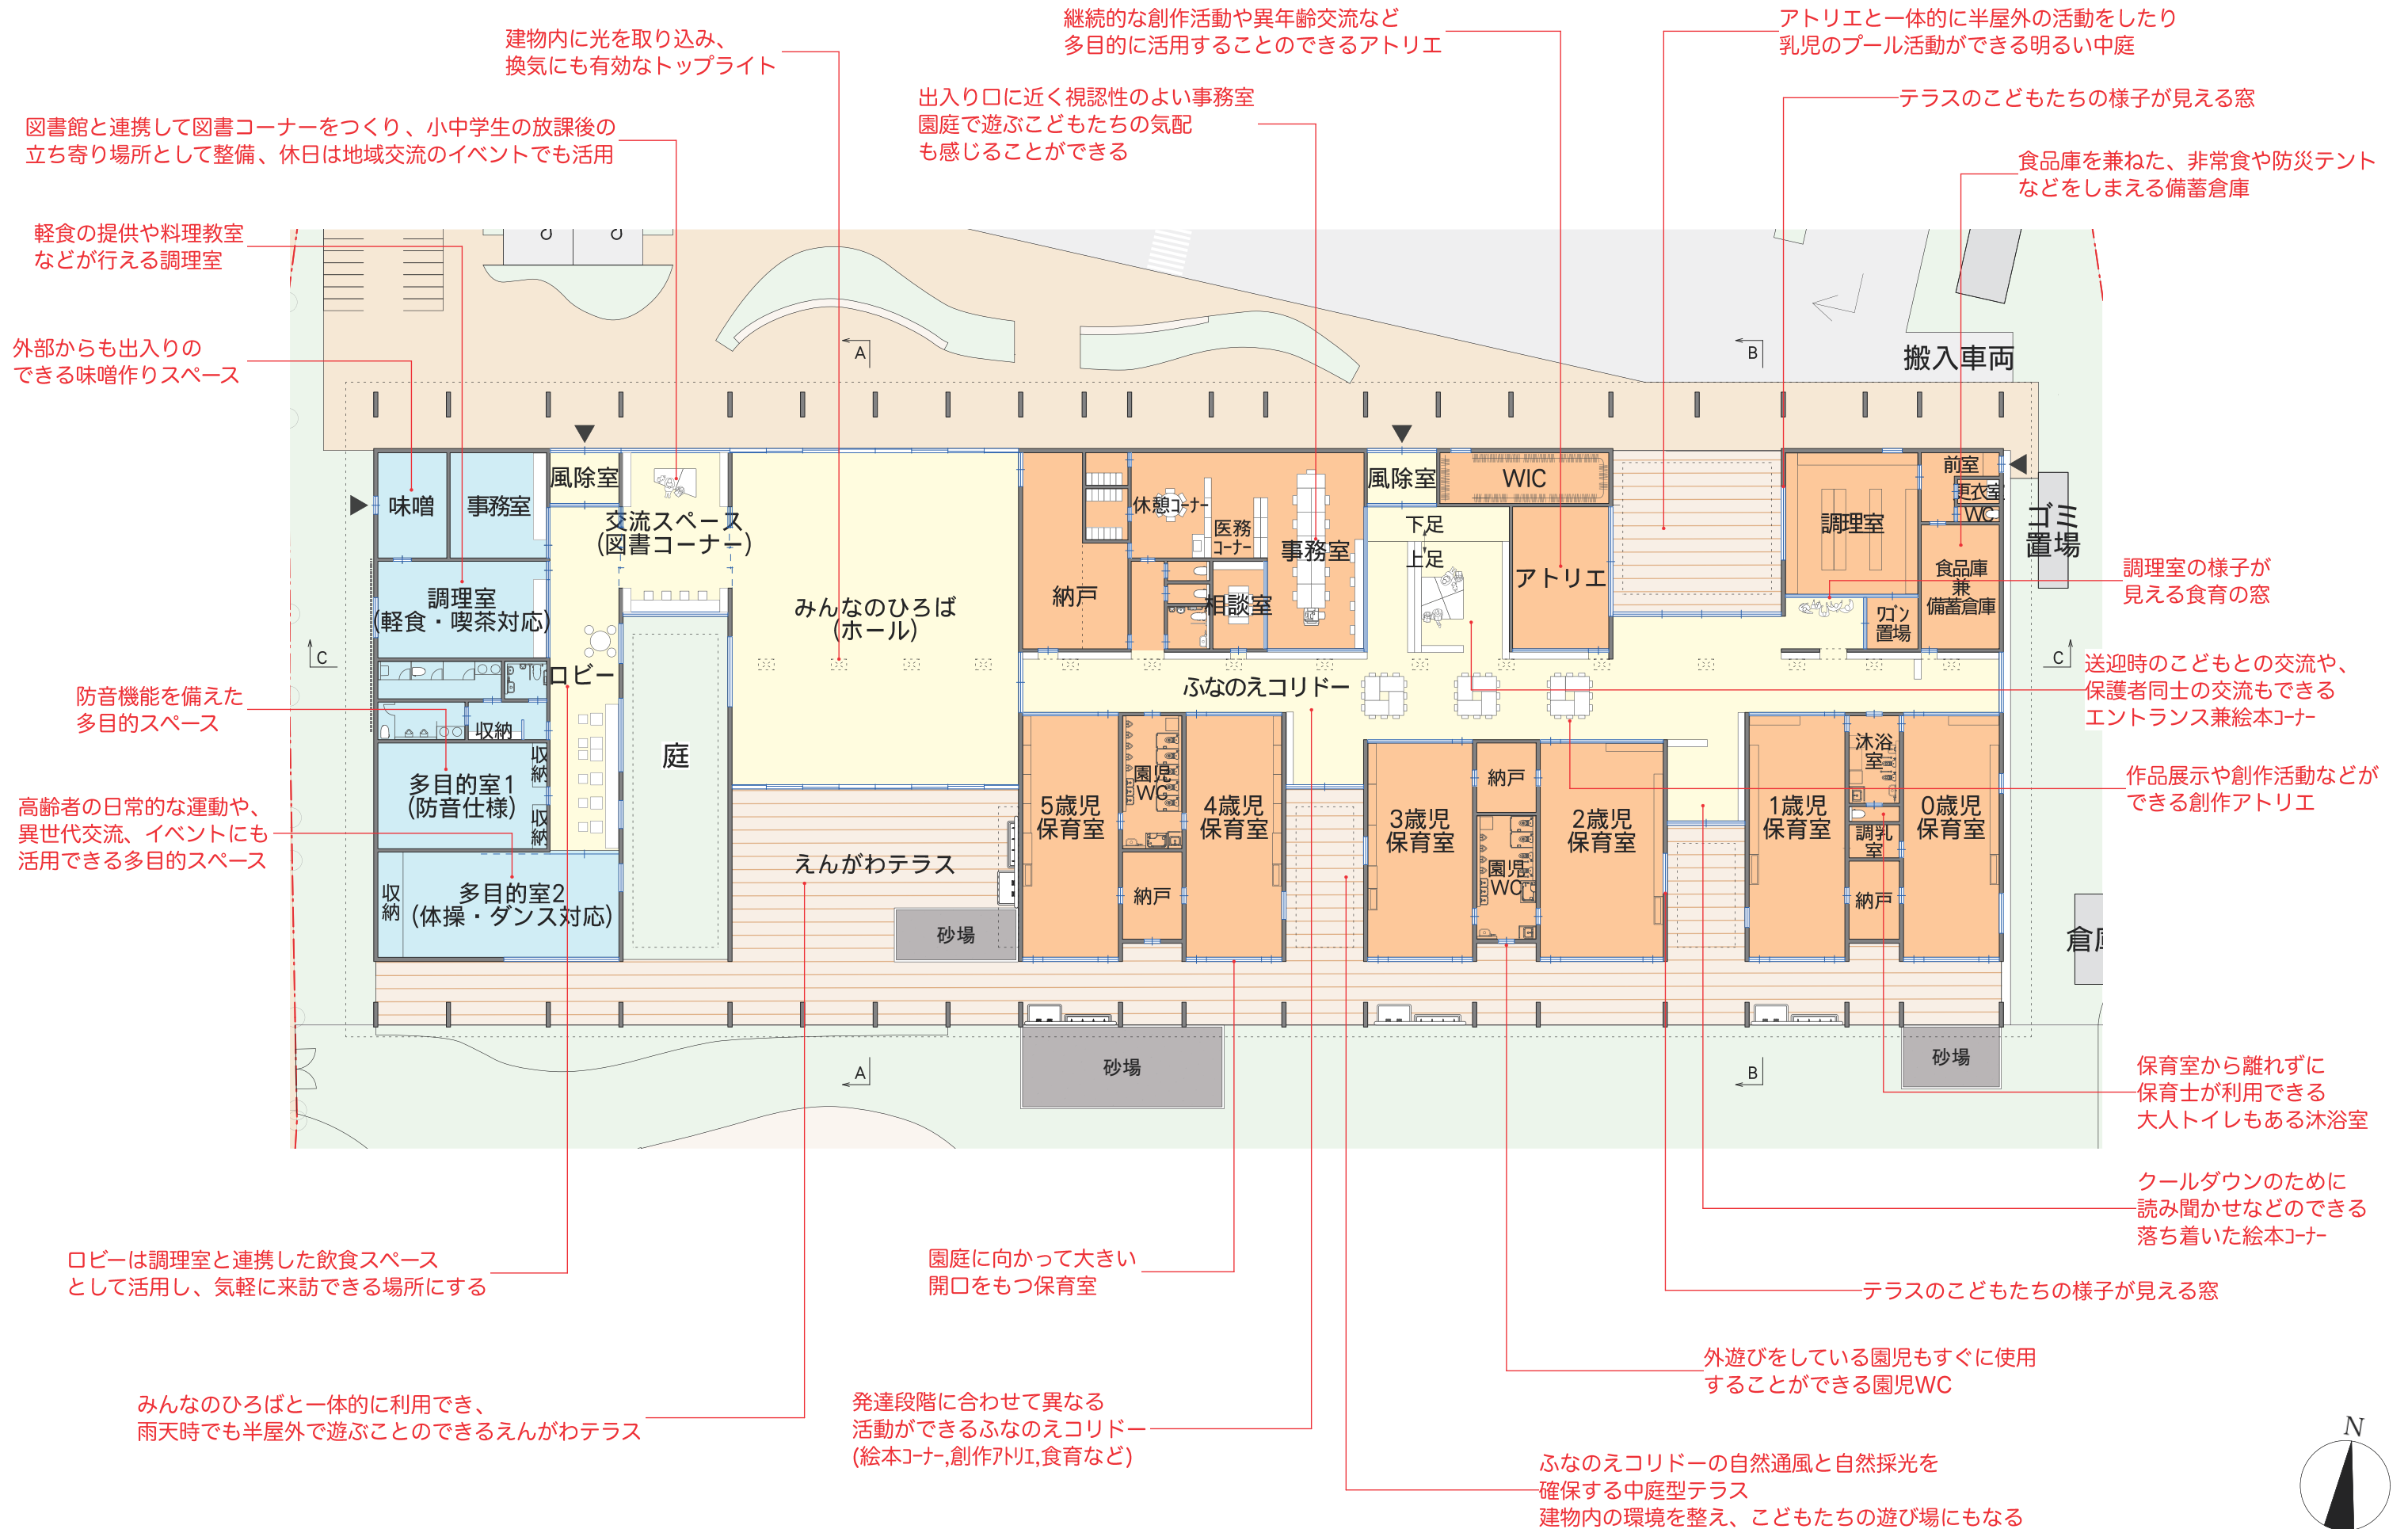 継続的な創作活動や異年齢交流など
多目的に活用することのできるアトリエ
アトリエと一体的に半屋外の活動をしたり
乳児のプール活動ができる明るい中庭
建物内に光を取り込み、
換気にも有効なトップライト
出入り口に近く視認性のよい事務室
園庭で遊ぶこどもたちの気配
も感じることができる
テラスのこどもたちの様子が見える窓
図書館と連携して図書コーナーをつくり、小中学生の放課後の
立ち寄り場所として整備、休日は地域交流のイベントでも活用
食品庫を兼ねた、非常食や防災テント
などをしまえる備蓄倉庫
軽食の提供や料理教室
などが行える調理室
外部からも出入りの
できる味噌作りスペース
A
B
搬入車両
味噌
事務室
風除室
交流スペース
(図書コーナー)
休憩ｺｰﾅｰ
医務
ｺｰﾅｰ
事務室
風除室
WIC
下足
上足
アトリエ
調理室
前室
更衣室
WC
食品庫
兼
備蓄倉庫
ゴミ
置場
調理室
(軽食・喫茶対応)
みんなのひろば
(ホール)
納戸
相談室
ﾜｺﾞﾝ
置場
調理室の様子が
見える食育の窓
C
C
ロビー
ふなのえコリドー
送迎時のこどもとの交流や、
保護者同士の交流もできる
エントランス兼絵本ｺｰﾅｰ
防音機能を備えた
多目的スペース
収納
収納
収納
庭
多目的室1
(防音仕様)
5歳児
保育室
園児
WC
4歳児
保育室
3歳児
保育室
納戸
2歳児
保育室
1歳児
保育室
沐浴
室
0歳児
保育室
作品展示や創作活動などが
できる創作アトリエ
高齢者の日常的な運動や、
異世代交流、イベントにも
活用できる多目的スペース
えんがわテラス
調乳
室
園児
WC
収納
多目的室2
(体操・ダンス対応)
納戸
納戸
砂場
倉庫
砂場
砂場
A
B
保育室から離れずに
保育士が利用できる
大人トイレもある沐浴室
クールダウンのために
読み聞かせなどのできる
落ち着いた絵本ｺｰﾅｰ
ロビーは調理室と連携した飲食スペース
として活用し、気軽に来訪できる場所にする
園庭に向かって大きい
開口をもつ保育室
テラスのこどもたちの様子が見える窓
外遊びをしている園児もすぐに使用
することができる園児WC
みんなのひろばと一体的に利用でき、
雨天時でも半屋外で遊ぶことのできるえんがわテラス
発達段階に合わせて異なる
活動ができるふなのえコリドー
(絵本ｺｰﾅｰ,創作ｱﾄﾘｴ,食育など)
ふなのえコリドーの自然通風と自然採光を
確保する中庭型テラス
建物内の環境を整え、こどもたちの遊び場にもなる
N